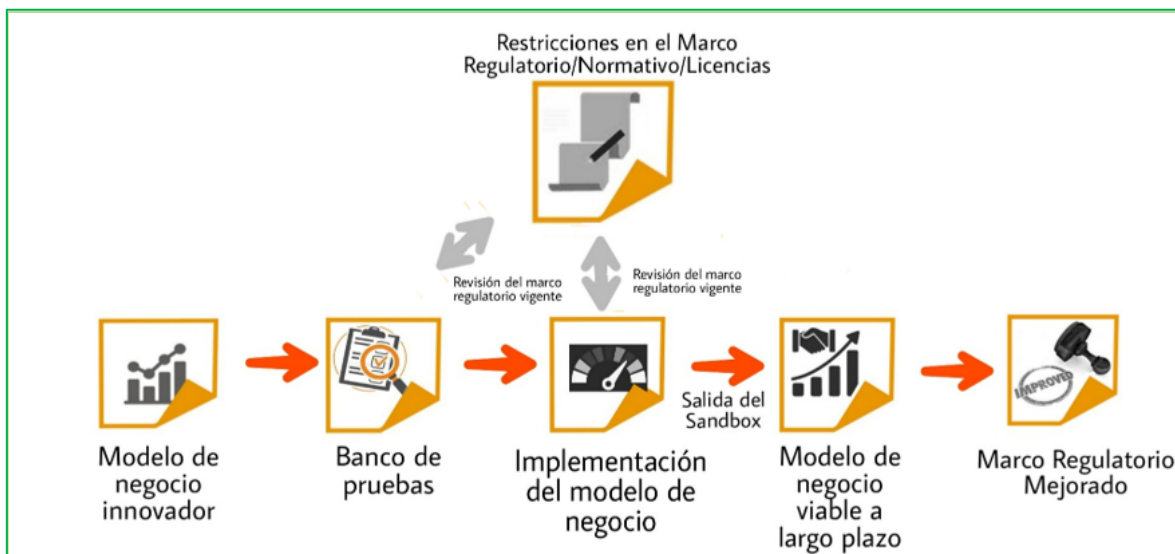 Restricciones en el Marco
Regulatorio/Normativo/Licencias
Revisión del marco
regulatorio vigente
Revisión del marco
regulatorio vigente
Salida del
Sandbox
IMPROVED
Modelo de
negocio
innovador
Banco de
pruebas
Implementación
del modelo de
negocio
Modelo de
negocio
viable a
largo plazo
Marco Regulatorio
Mejorado